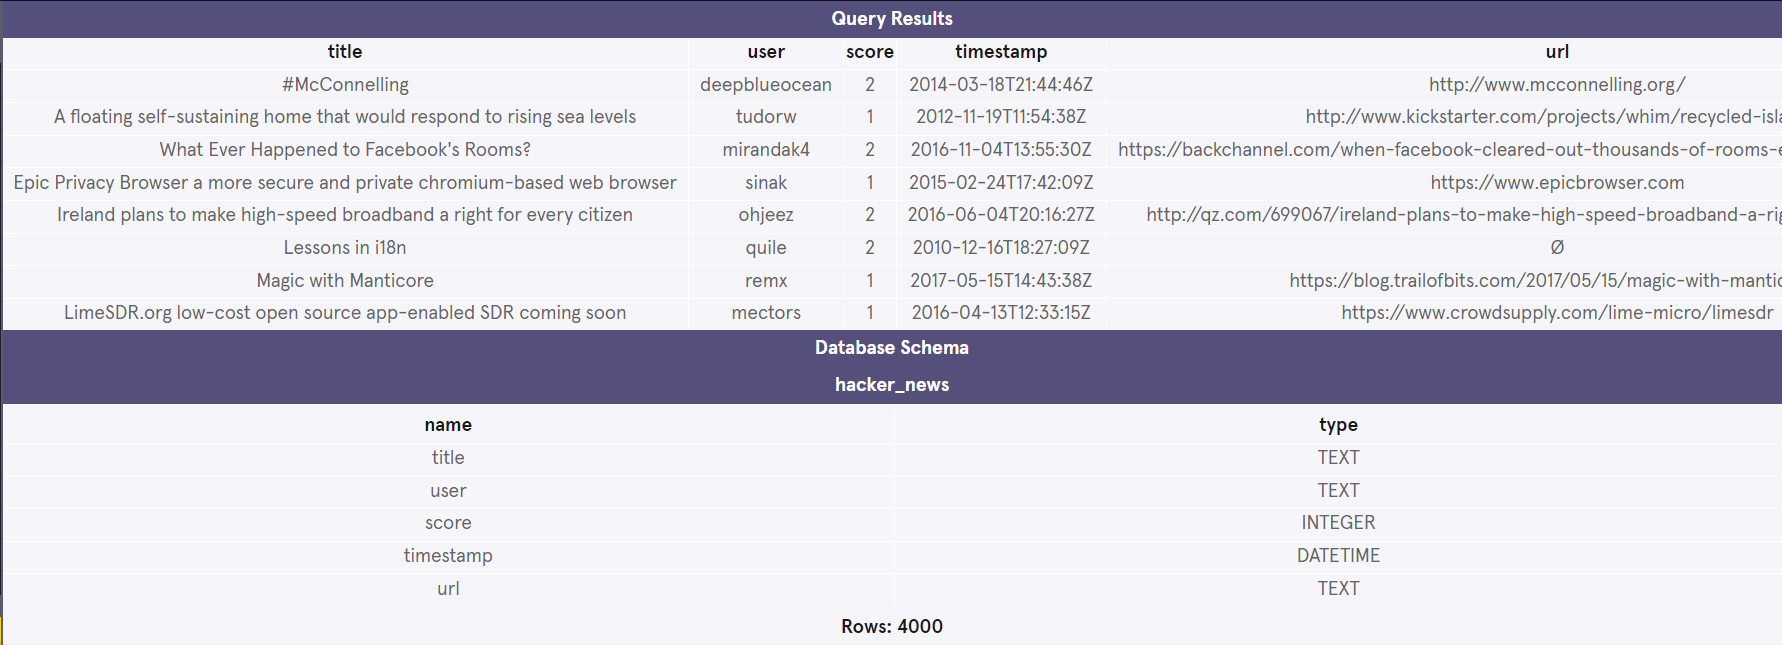 Query Results
title user score timestamp url
#McConnelling deepblueocean 2 2014-03-18T21:44:46Z http://www.mcconnelling.org/
A floating self-sustaining home that would respond to rising sea levels tudorw 1 2012-11-19T11:54:38Z http://www.kickstarter.com/projects/whim/recycled-isla
What Ever Happened to Facebook's Rooms? mirandak4 2 2016-11-04T13:55:30Z https://backchannel.com/when-facebook-cleared-out-thousands-of-rooms-e
Epic Privacy Browser a more secure and private chromium-based web browser sinak 1 2015-02-24T17:42:09Z https://www.epicbrowser.com
Ireland plans to make high-speed broadband a right for every citizen ohjeez 2 2016-06-04T20:16:27Z http://qz.com/699067/ireland-plans-to-make-high-speed-broadband-a-rig
Lessons in i18n quile 2 2010-12-16T18:27:09Z Ø
Magic with Manticore remx 1 2017-05-15T14:43:38Z https://blog.trailofbits.com/2017/05/15/magic-with-mantic
LimeSDR.org low-cost open source app-enabled SDR coming soon mectors 1 2016-04-13T12:33:15Z https://www.crowdsupply.com/lime-micro/limesdr
Database Schema
hacker_news
name type
title TEXT
user TEXT
score INTEGER
timestamp DATETIME
url TEXT
Rows: 4000